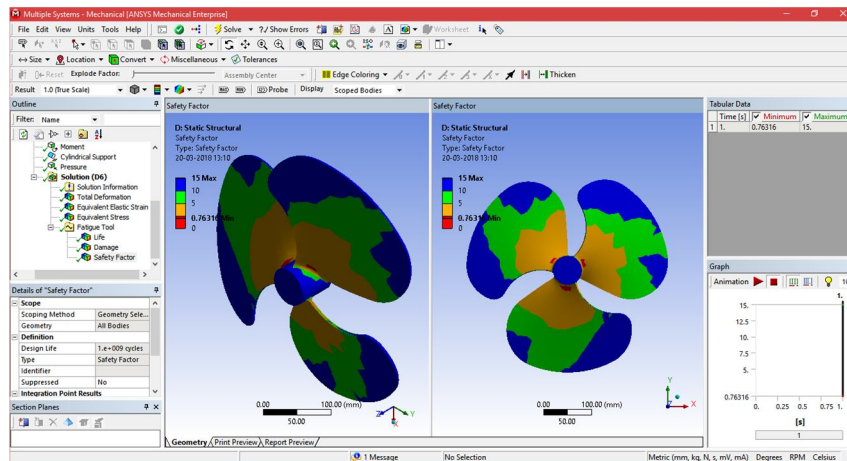 Multiple Systems - Mechanical [ANSYS Mechanical Enterprise]
File Edit View Units Tools Help Solve ?/ Show Errors Worksheet
Size Location Convert Miscellaneous Tolerances
Reset Explode Factor: Assembly Center Edge Coloring Thicken
Result 1.0 (True Scale) Probe Display Scoped Bodies
Outline
Filter: Name
Moment
Cylindrical Support
Pressure
Solution (D6)
Solution Information
Total Deformation
Equivalent Elastic Strain
Equivalent Stress
Fatigue Tool
Life
Damage
Safety Factor
Details of "Safety Factor"
Scope
Scoping Method Geometry Sele...
Geometry All Bodies
Definition
Design Life 1.e+009 cycles
Type Safety Factor
Identifier
Suppressed No
Integration Point Results
Section Planes
Safety Factor
D: Static Structural
Safety Factor
Type: Safety Factor
20-03-2018 13:10
15 Max
10
5
0.76316 Min
0
0.00 100.00 (mm)
50.00
Z Y X
Geometry Print Preview Report Preview
Safety Factor
D: Static Structural
Safety Factor
Type: Safety Factor
20-03-2018 13:10
15 Max
10
5
0.76316 Min
0
0.00 100.00 (mm)
50.00
Y
Z X
Tabular Data
Time [s] Minimum Maximum
1 1. 0.76316 15.
Graph
Animation
1.
15.
12.5
10.
7.5
5.
0.76316
0. 0.25 0.5 0.75 1.
[s]
1
1 Message No Selection Metric (mm, kg, N, s, mV, mA) Degrees RPM Celsius